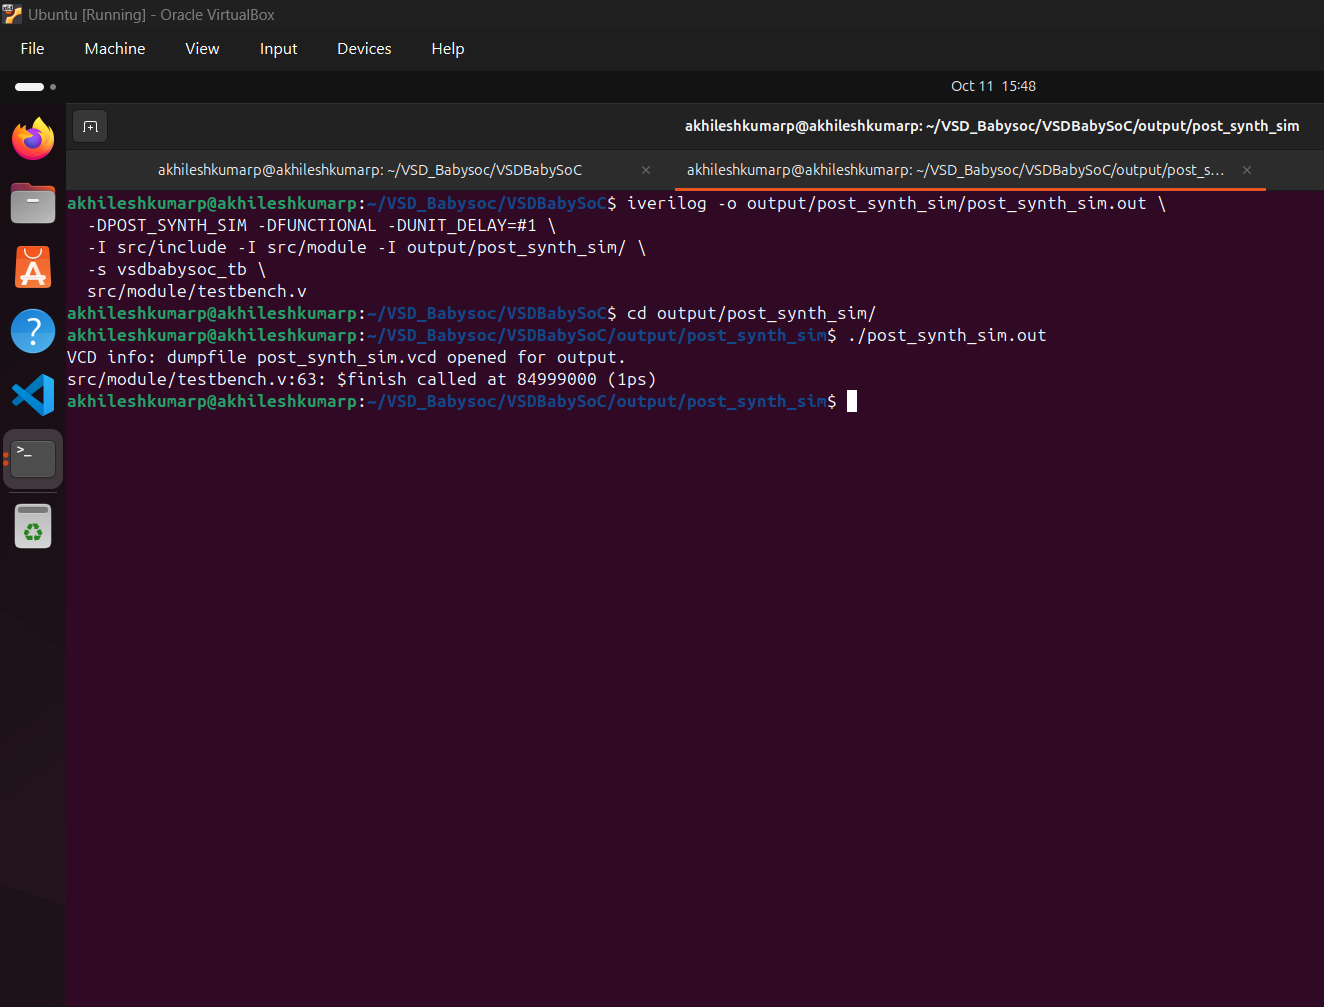 Ubuntu [Running] - Oracle VirtualBox
File Machine View Input Devices Help
Oct 11 15:48
akhileshkumarp@akhileshkumarp: ~/VSD_Babysoc/VSDBabySoC/output/post_synth_sim
akhileshkumarp@akhileshkumarp: ~/VSD_Babysoc/VSDBabySoC × akhileshkumarp@akhileshkumarp: ~/VSD_Babysoc/VSDBabySoC/output/post_s... ×
akhileshkumarp@akhileshkumarp:~/VSD_Babysoc/VSDBabySoC$ iverilog -o output/post_synth_sim/post_synth_sim.out \
-DPOST_SYNTH_SIM -DFUNCTIONAL -DUNIT_DELAY=#1 \
-I src/include -I src/module -I output/post_synth_sim/ \
-s vsdbabysoc_tb \
src/module/testbench.v
akhileshkumarp@akhileshkumarp:~/VSD_Babysoc/VSDBabySoC$ cd output/post_synth_sim/
akhileshkumarp@akhileshkumarp:~/VSD_Babysoc/VSDBabySoC/output/post_synth_sim$ ./post_synth_sim.out
VCD info: dumpfile post_synth_sim.vcd opened for output.
src/module/testbench.v:63: $finish called at 84999000 (1ps)
akhileshkumarp@akhileshkumarp:~/VSD_Babysoc/VSDBabySoC/output/post_synth_sim$